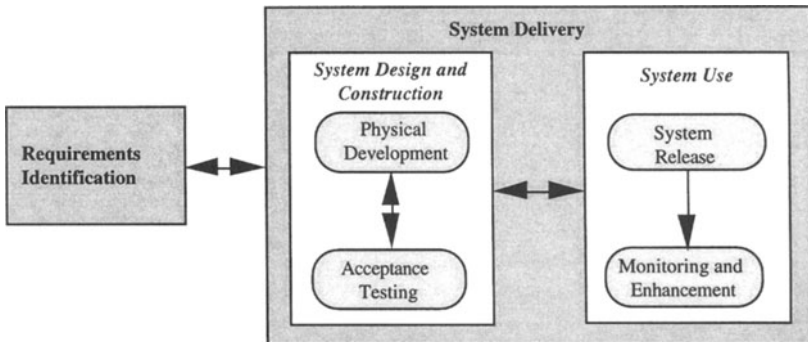 System Delivery
System Design and
Construction
Physical
Development
Acceptance
Testing
System Use
System
Release
Monitoring and
Enhancement
Requirements
Identification